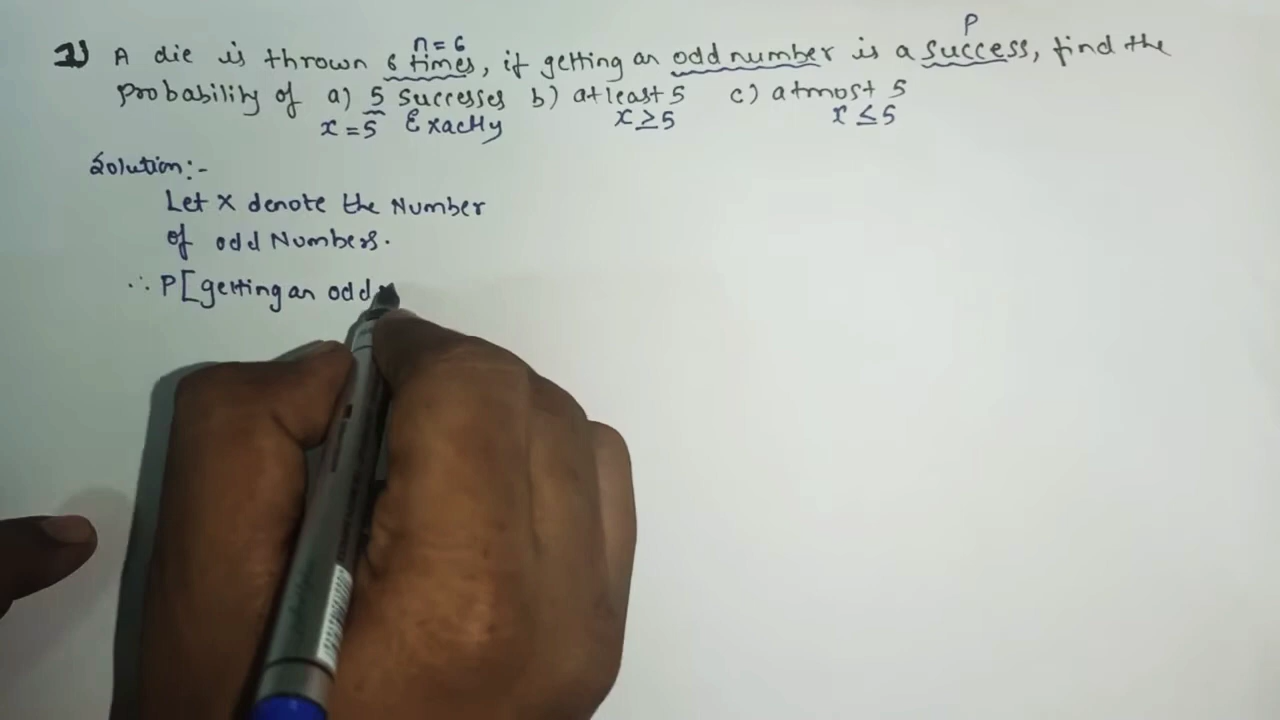 1) A die is thrown 6 times, if getting an odd number is a success, find the
n = 6
P
probability of a) 5 successes b) atleast 5 c) atmost 5
x = 5 Exactly x ≥ 5 x ≤ 5
Solution:-
Let X denote the Number
of odd Numbers.
∴ P[getting an odd